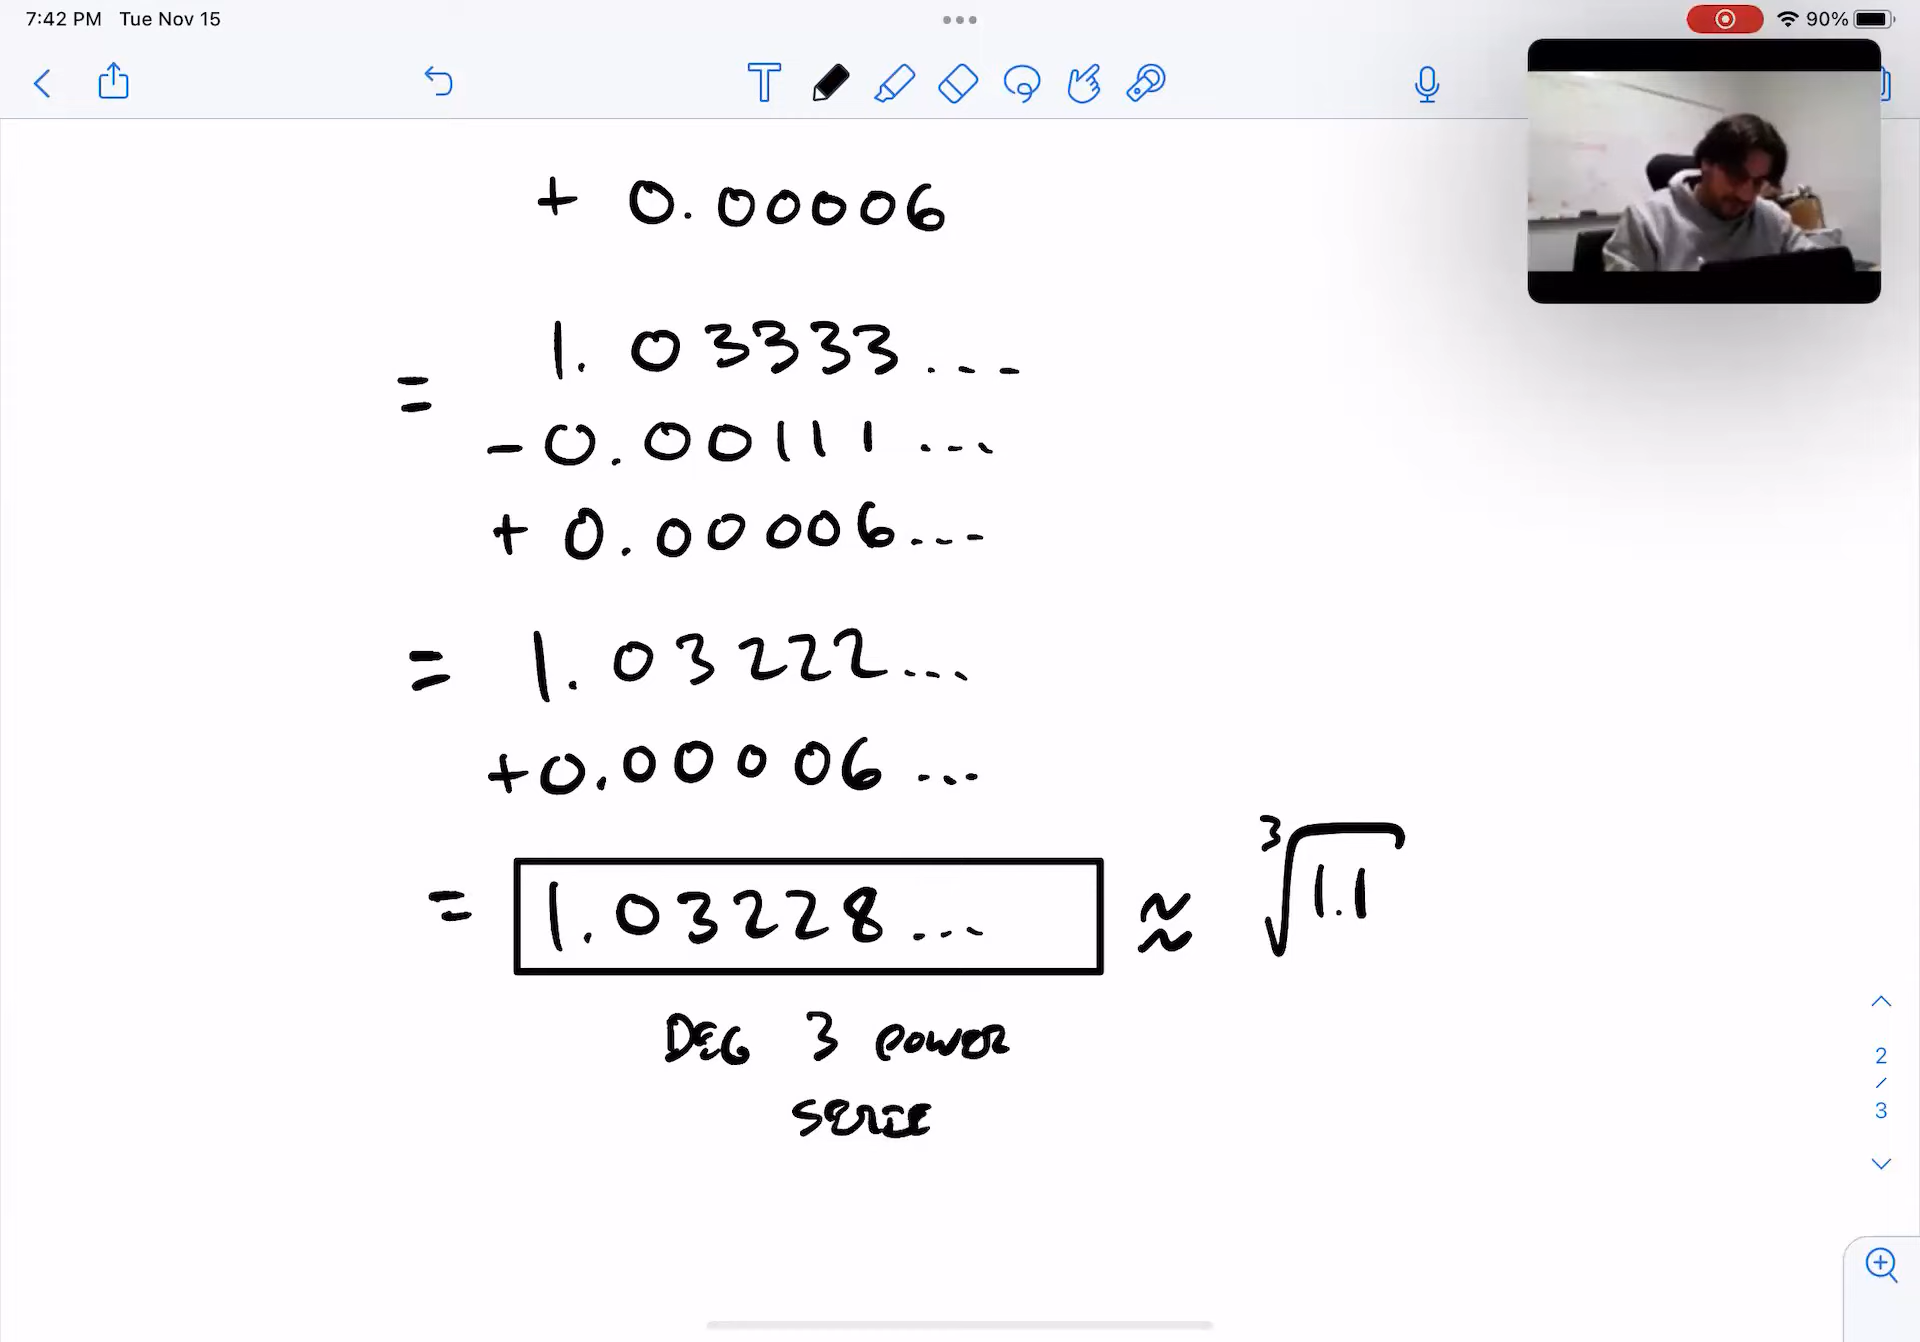 7:42 PM Tue Nov 15
90%
+ 0.00006
= 1.03333...
- 0.00111...
+ 0.00006...
= 1.03222...
+0.00006...
= 1.03228... ≈ ∛1.1
DEG 3 POWER
SERIE
2
/
3